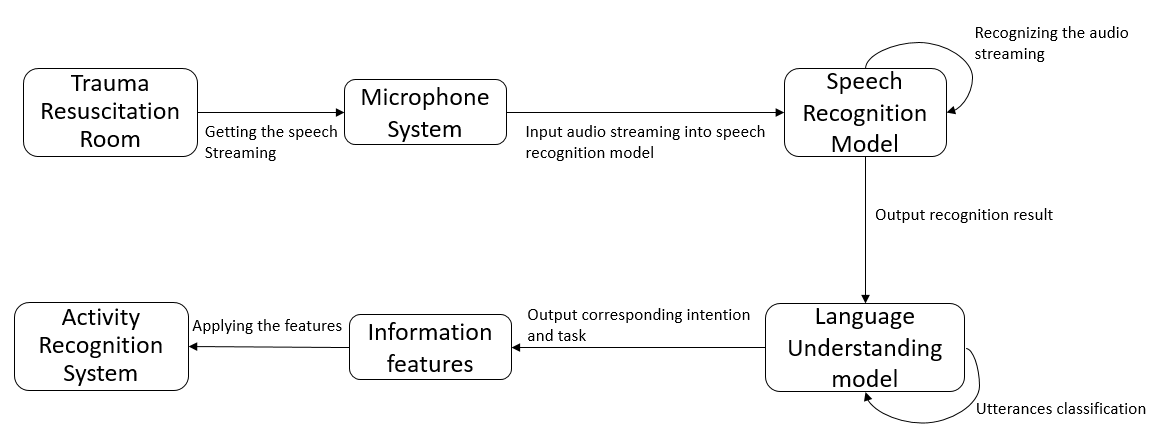 Recognizing the audio
streaming
Trauma
Resuscitation
Room
Getting the speech
Streaming
Microphone
System
Input audio streaming into speech
recognition model
Speech
Recognition
Model
Output recognition result
Language
Understanding
model
Utterances classification
Output corresponding intention
and task
Information
features
Applying the features
Activity
Recognition
System